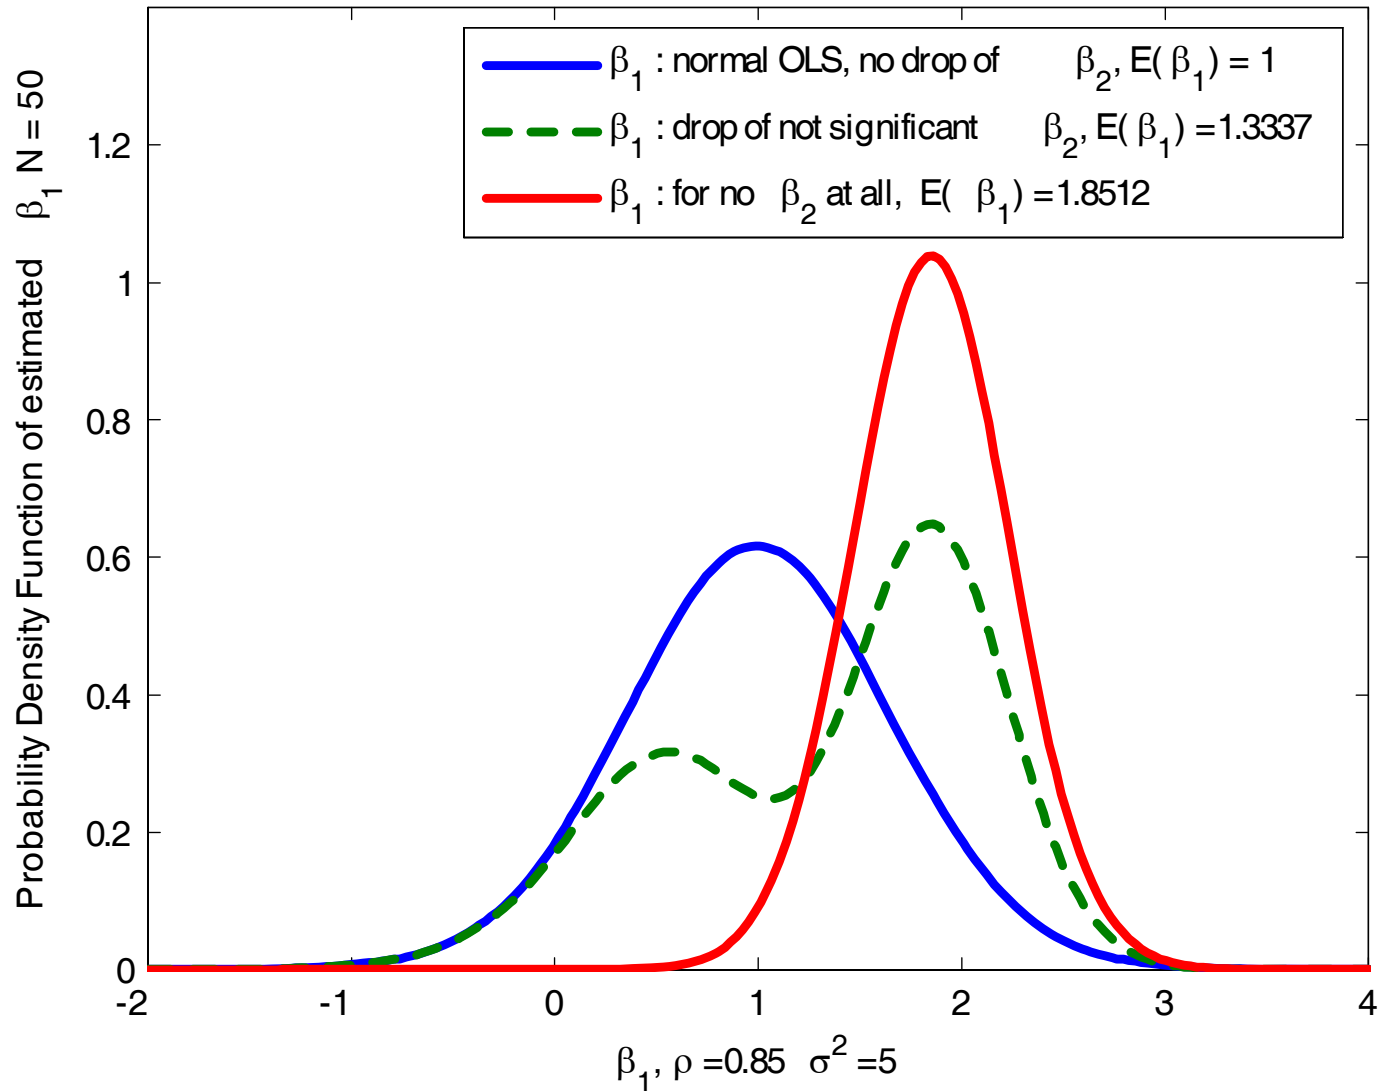 β₁ : normal OLS, no drop of β₂, E( β₁) = 1
β₁ : drop of not significant β₂, E( β₁) =1.3337
β₁ : for no β₂ at all, E( β₁) =1.8512
Probability Density Function of estimated β₁ N = 50
1.2
1
0.8
0.6
0.4
0.2
0
-2 -1 0 1 2 3 4
β₁, ρ =0.85 σ² =5